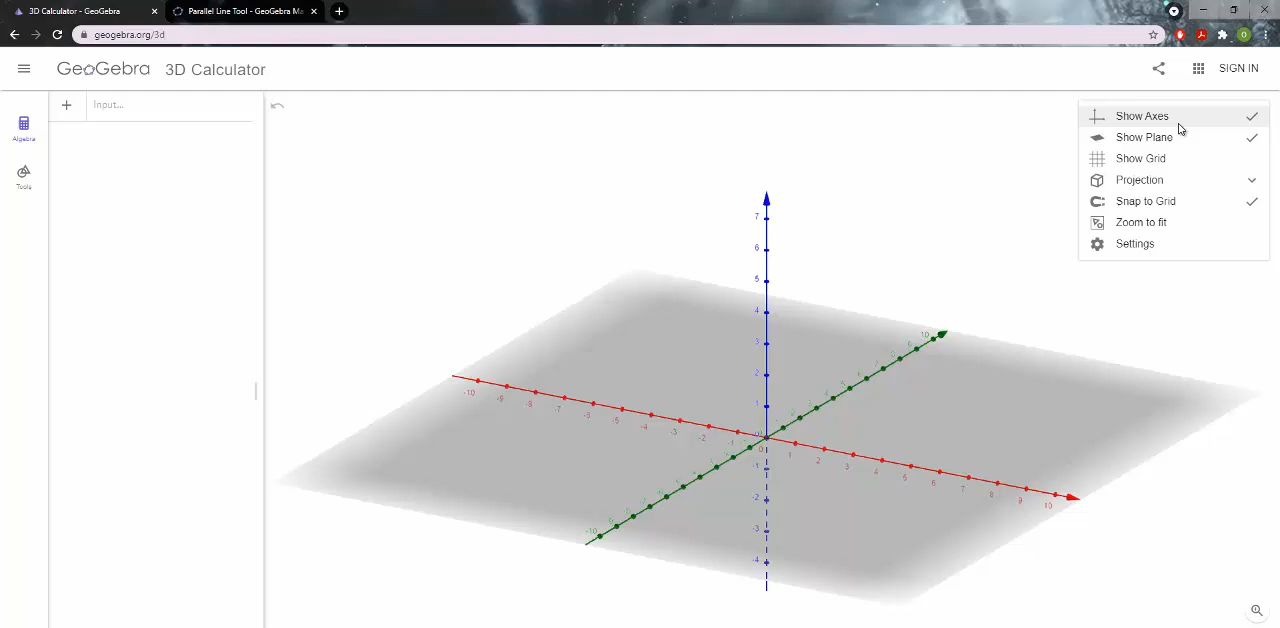 3D Calculator - GeoGebra
Parallel Line Tool - GeoGebra Ma
geogebra.org/3d
GeoGebra 3D Calculator
SIGN IN
Input...
Algebra
Tools
Show Axes
Show Plane
Show Grid
Projection
Snap to Grid
Zoom to fit
Settings
7
6
5
4
3
2
1
0
-1
-2
-3
-4
-10 -9 -8 -7 -6 -5 -4 -3 -2 -1 0 1 2 3 4 5 6 7 8 9 10
10
-10